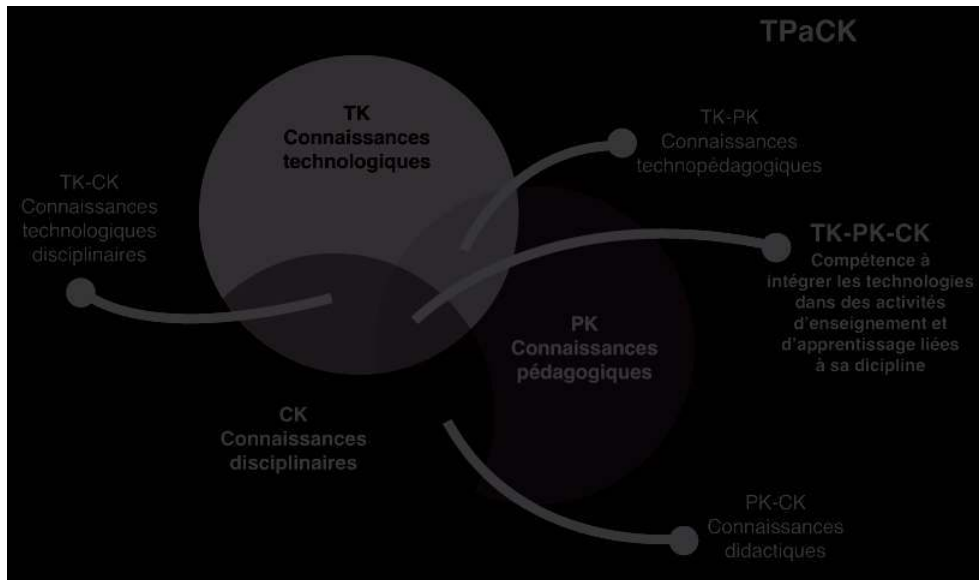 TPaCK
TK
Connaissances
technologiques
TK-PK
Connaissances
technopédagogiques
TK-CK
Connaissances
technologiques
disciplinaires
TK-PK-CK
Compétence à
intégrer les technologies
dans des activités
d'enseignement et
d'apprentissage liées
à sa dicipline
PK
Connaissances
pédagogiques
CK
Connaissances
disciplinaires
PK-CK
Connaissances
didactiques